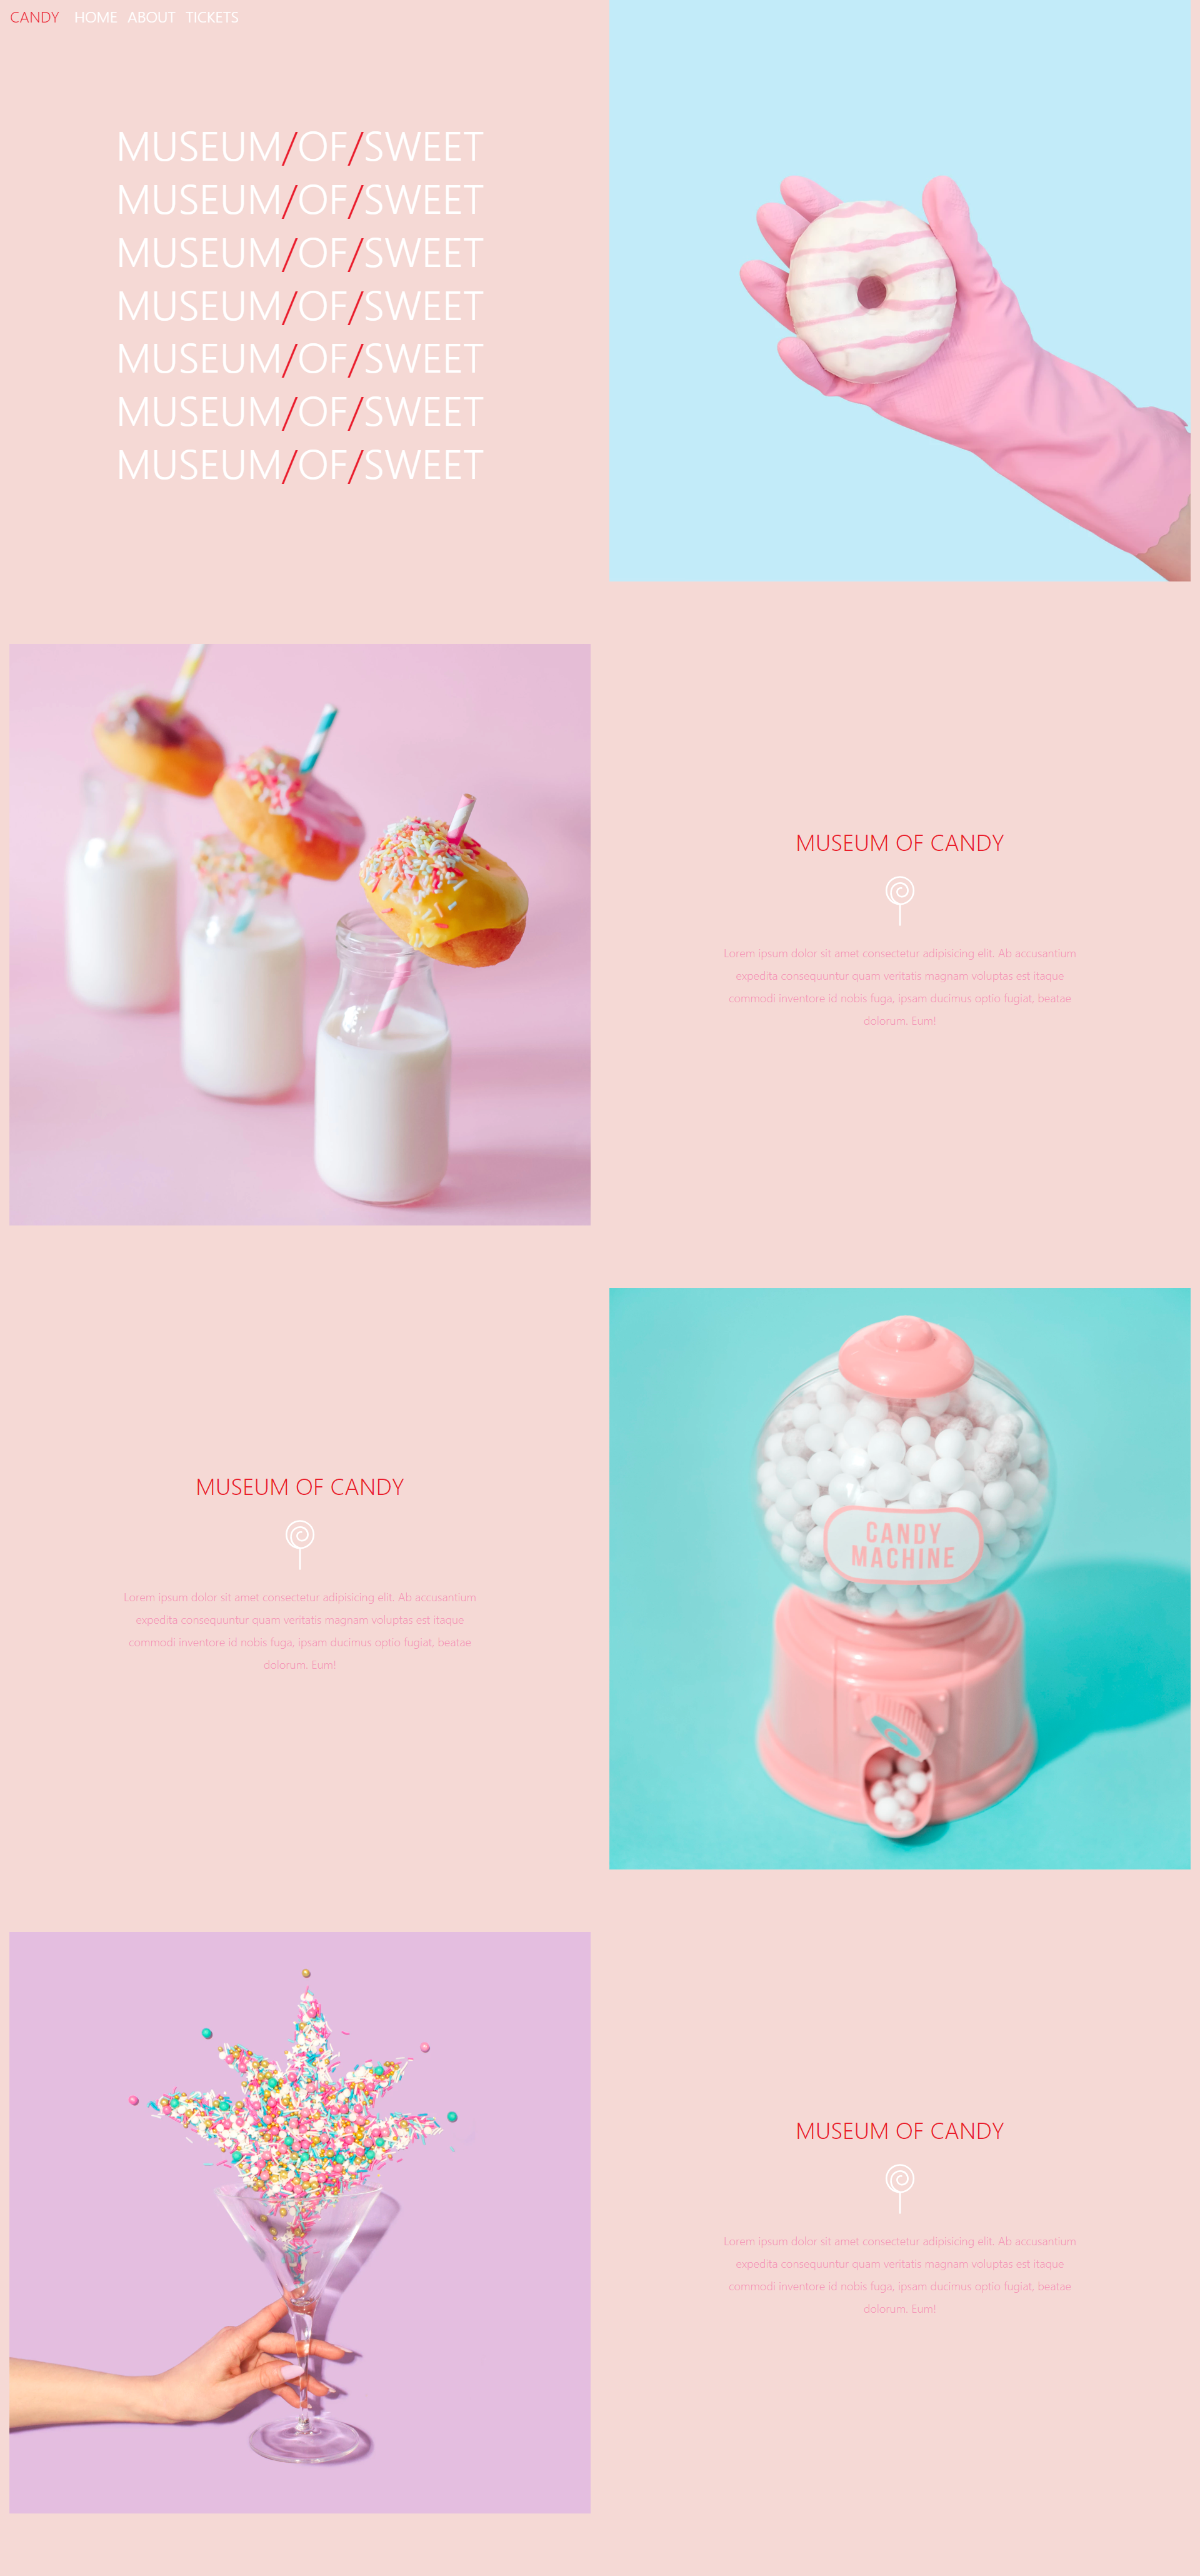 CANDY HOME ABOUT TICKETS
MUSEUM/OF/SWEET
MUSEUM/OF/SWEET
MUSEUM/OF/SWEET
MUSEUM/OF/SWEET
MUSEUM/OF/SWEET
MUSEUM/OF/SWEET
MUSEUM/OF/SWEET
MUSEUM OF CANDY
Lorem ipsum dolor sit amet consectetur adipisicing elit. Ab accusantium
expedita consequuntur quam veritatis magnam voluptas est itaque
commodi inventore id nobis fuga, ipsam ducimus optio fugiat, beatae
dolorum. Eum!
MUSEUM OF CANDY
Lorem ipsum dolor sit amet consectetur adipisicing elit. Ab accusantium
expedita consequuntur quam veritatis magnam voluptas est itaque
commodi inventore id nobis fuga, ipsam ducimus optio fugiat, beatae
dolorum. Eum!
CANDY
MACHINE
MUSEUM OF CANDY
Lorem ipsum dolor sit amet consectetur adipisicing elit. Ab accusantium
expedita consequuntur quam veritatis magnam voluptas est itaque
commodi inventore id nobis fuga, ipsam ducimus optio fugiat, beatae
dolorum. Eum!